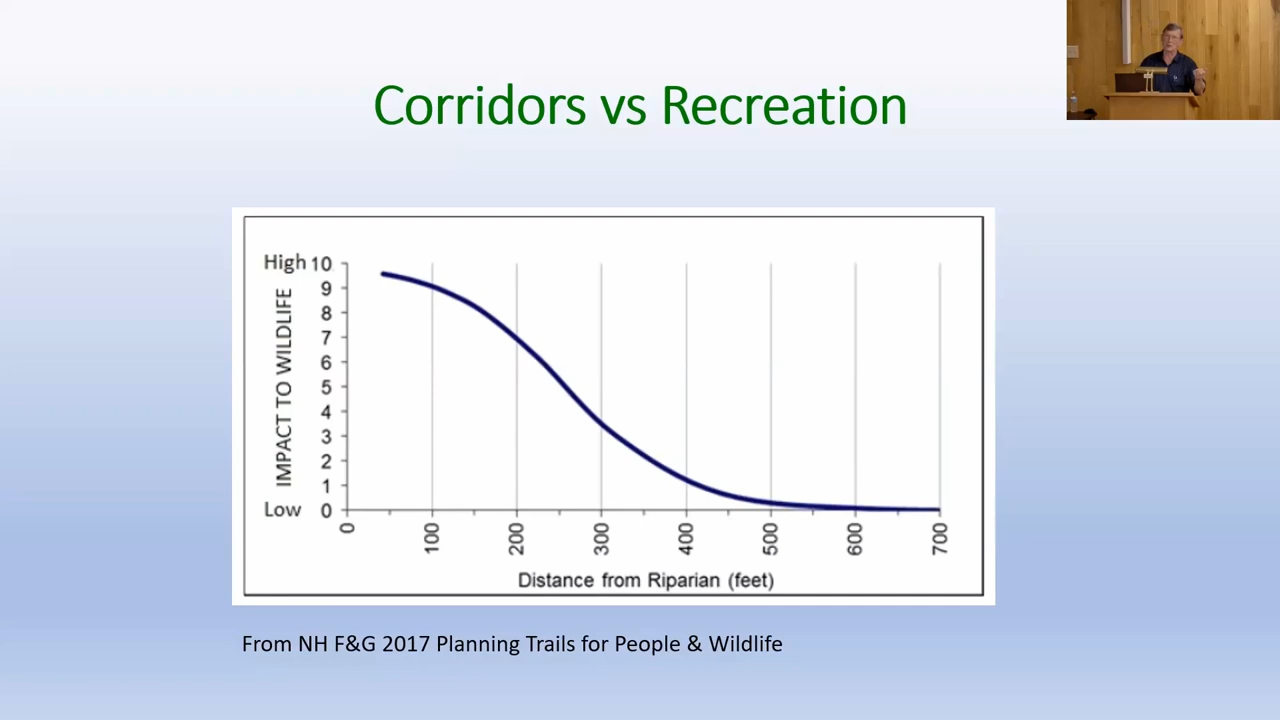 Corridors vs Recreation
High 10
9
8
7
6
5
4
3
2
1
Low 0
IMPACT TO WILDLIFE
0 100 200 300 400 500 600 700
Distance from Riparian (feet)
From NH F&G 2017 Planning Trails for People & Wildlife